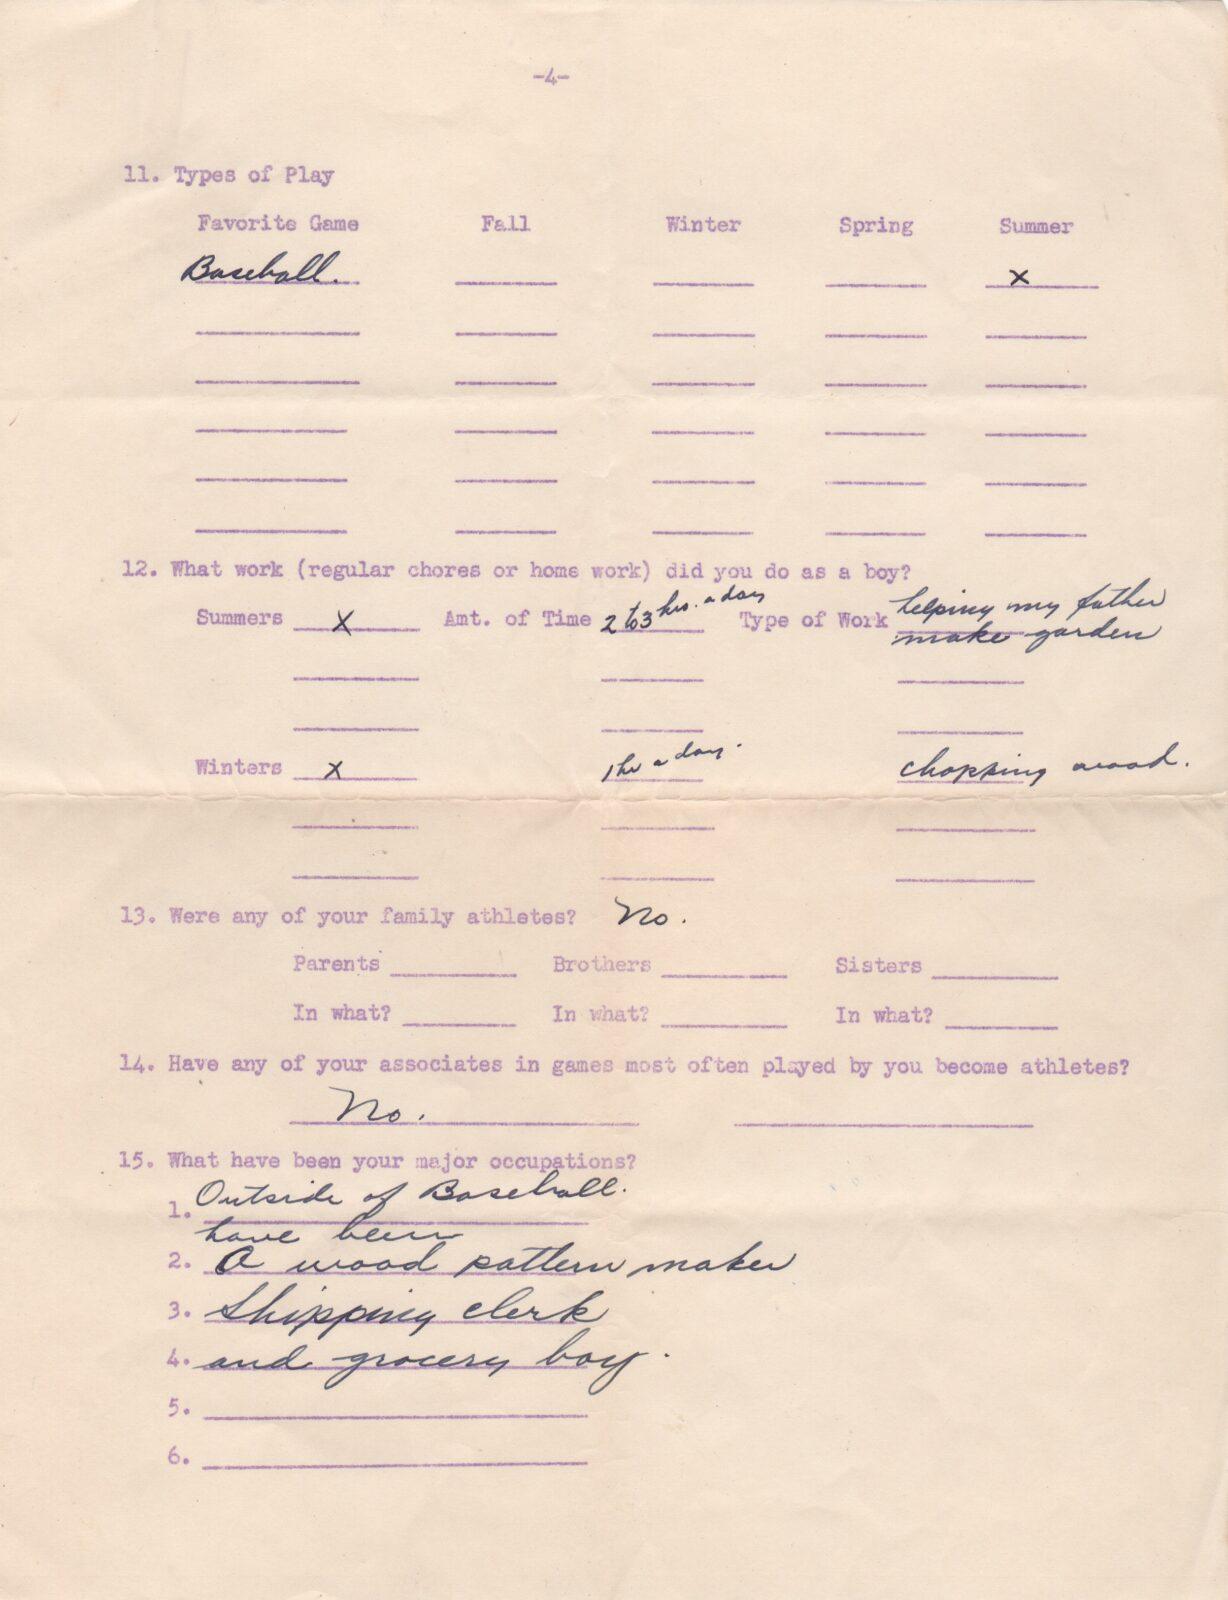 -4-
11. Types of Play
Favorite Game Fall Winter Spring Summer
Baseball. x
12. What work (regular chores or home work) did you do as a boy?
Summers x Amt. of Time 2 to 3 hrs. a day Type of Work helping my father
make garden
Winters x 1 hr a day. chopping wood.
13. Were any of your family athletes? No.
Parents Brothers Sisters
In what? In what? In what?
14. Have any of your associates in games most often played by you become athletes?
No.
15. What have been your major occupations?
1. Outside of Baseball.
have been
2. A wood pattern maker
3. Shipping clerk
4. and grocery boy.
5.
6.